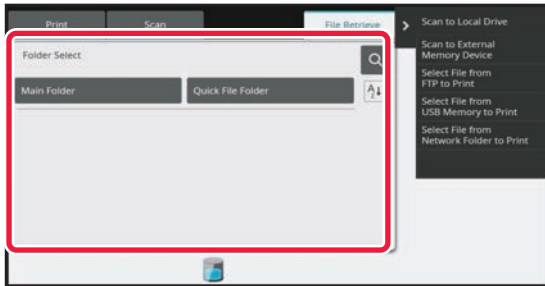 Print
Scan
File Retrieve
Folder Select
Main Folder
Quick File Folder
Scan to Local Drive
Scan to External
Memory Device
Select File from
FTP to Print
Select File from
USB Memory to Print
Select File from
Network Folder to Print